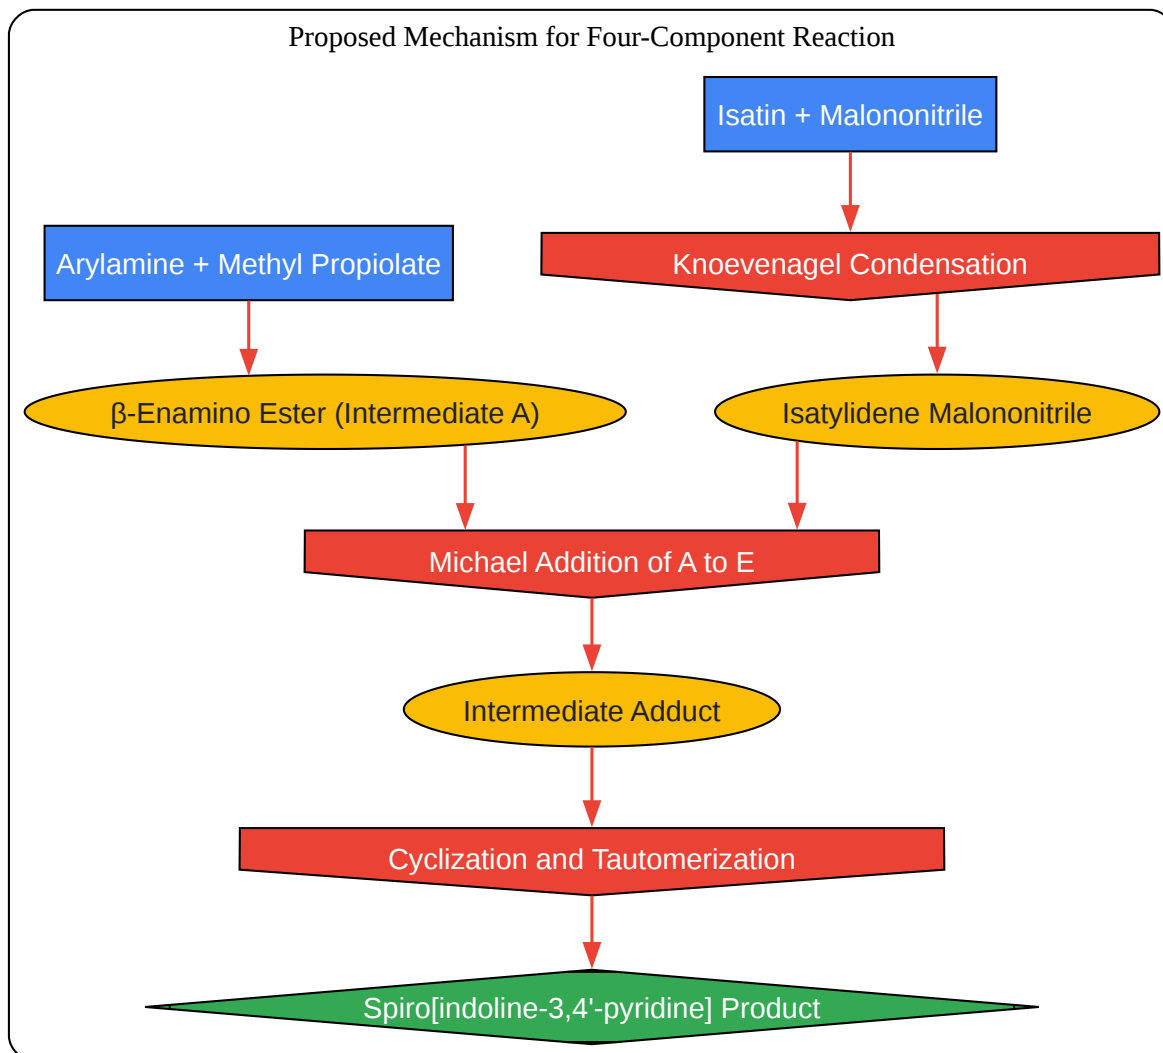 Proposed Mechanism for Four-Component Reaction
Isatin + Malononitrile
Arylamine + Methyl Propiolate
Knoevenagel Condensation
β-Enamino Ester (Intermediate A)
Isatylidene Malononitrile
Michael Addition of A to E
Intermediate Adduct
Cyclization and Tautomerization
Spiro[indoline-3,4'-pyridine] Product